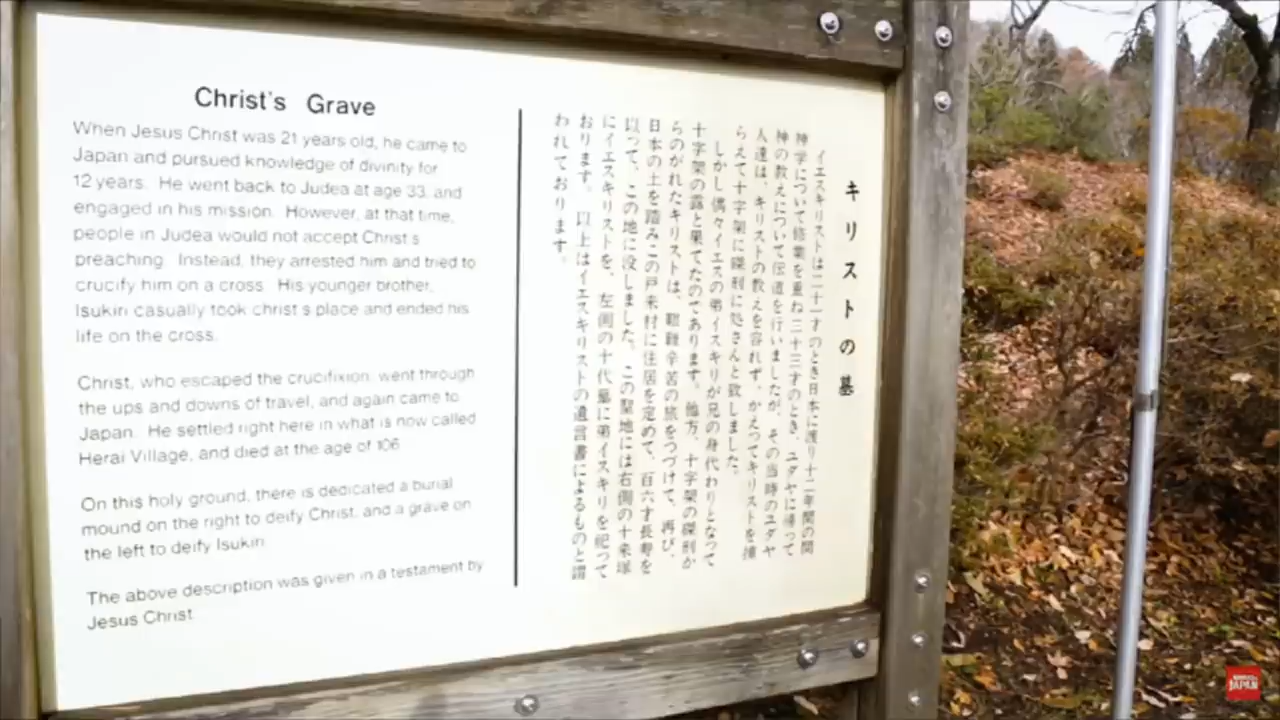 Christ's Grave
When Jesus Christ was 21 years old, he came to
Japan and pursued knowledge of divinity for
12 years. He went back to Judea at age 33, and
engaged in his mission. However, at that time,
people in Judea would not accept Christ's
preaching. Instead, they arrested him and tried to
crucify him on a cross. His younger brother,
Isukiri casually took christ's place and ended his
life on the cross.
Christ, who escaped the crucifixion, went through
the ups and downs of travel, and again came to
Japan. He settled right here in what is now called
Herai Village, and died at the age of 106.
On this holy ground, there is dedicated a burial
mound on the right to deify Christ, and a grave on
the left to deify Isukiri.
The above description was given in a testament by
Jesus Christ.
キリストの墓
イエスキリストは二十一才のとき日本に渡り十二年間の間
神学について修業を重ね三十三才のとき、ユダヤに帰って
神の教えについて伝道を行いましたが、その当時のユダヤ
人達は、キリストの教えを容れず、かえってキリストを捕
らえて十字架に磔刑に処さんと致しました。
しかし偶々イエスの弟イスキリが兄の身代わりとなって
十字架の露と果てたのであります。他方、十字架の磔刑か
らのがれたキリストは、艱難辛苦の旅をつづけて、再び、
日本の土を踏みこの戸来村に住居を定めて、百六才長寿を
以って、この地に没しました。この聖地には右側の十来塚
にイエスキリストを、左側の十代墓に弟イスキリを祀って
おります。以上はイエスキリストの遺言書によるものと謂
われております。
JAPAN